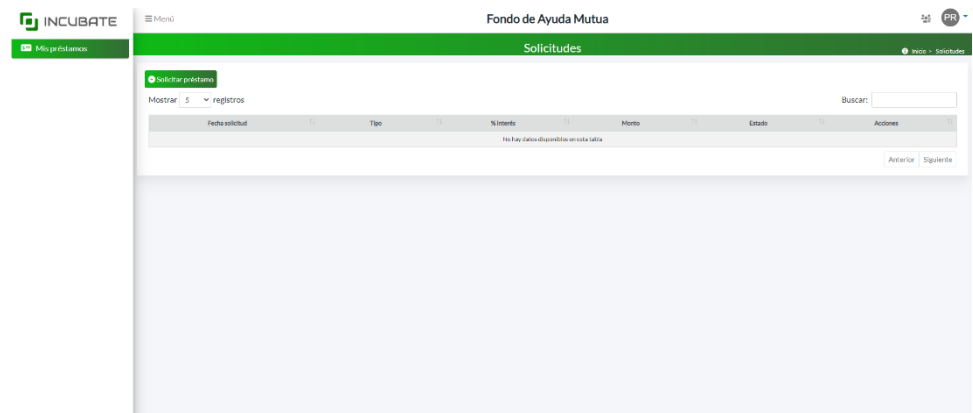 INCUBATE
Menú
Fondo de Ayuda Mutua
PR
Mis préstamos
Solicitudes
Inicio > Solicitudes
Solicitar préstamo
Mostrar 5 registros
Buscar:
Fecha solicitud Tipo % Interés Monto Estado Acciones
No hay datos disponibles en esta tabla
Anterior Siguiente